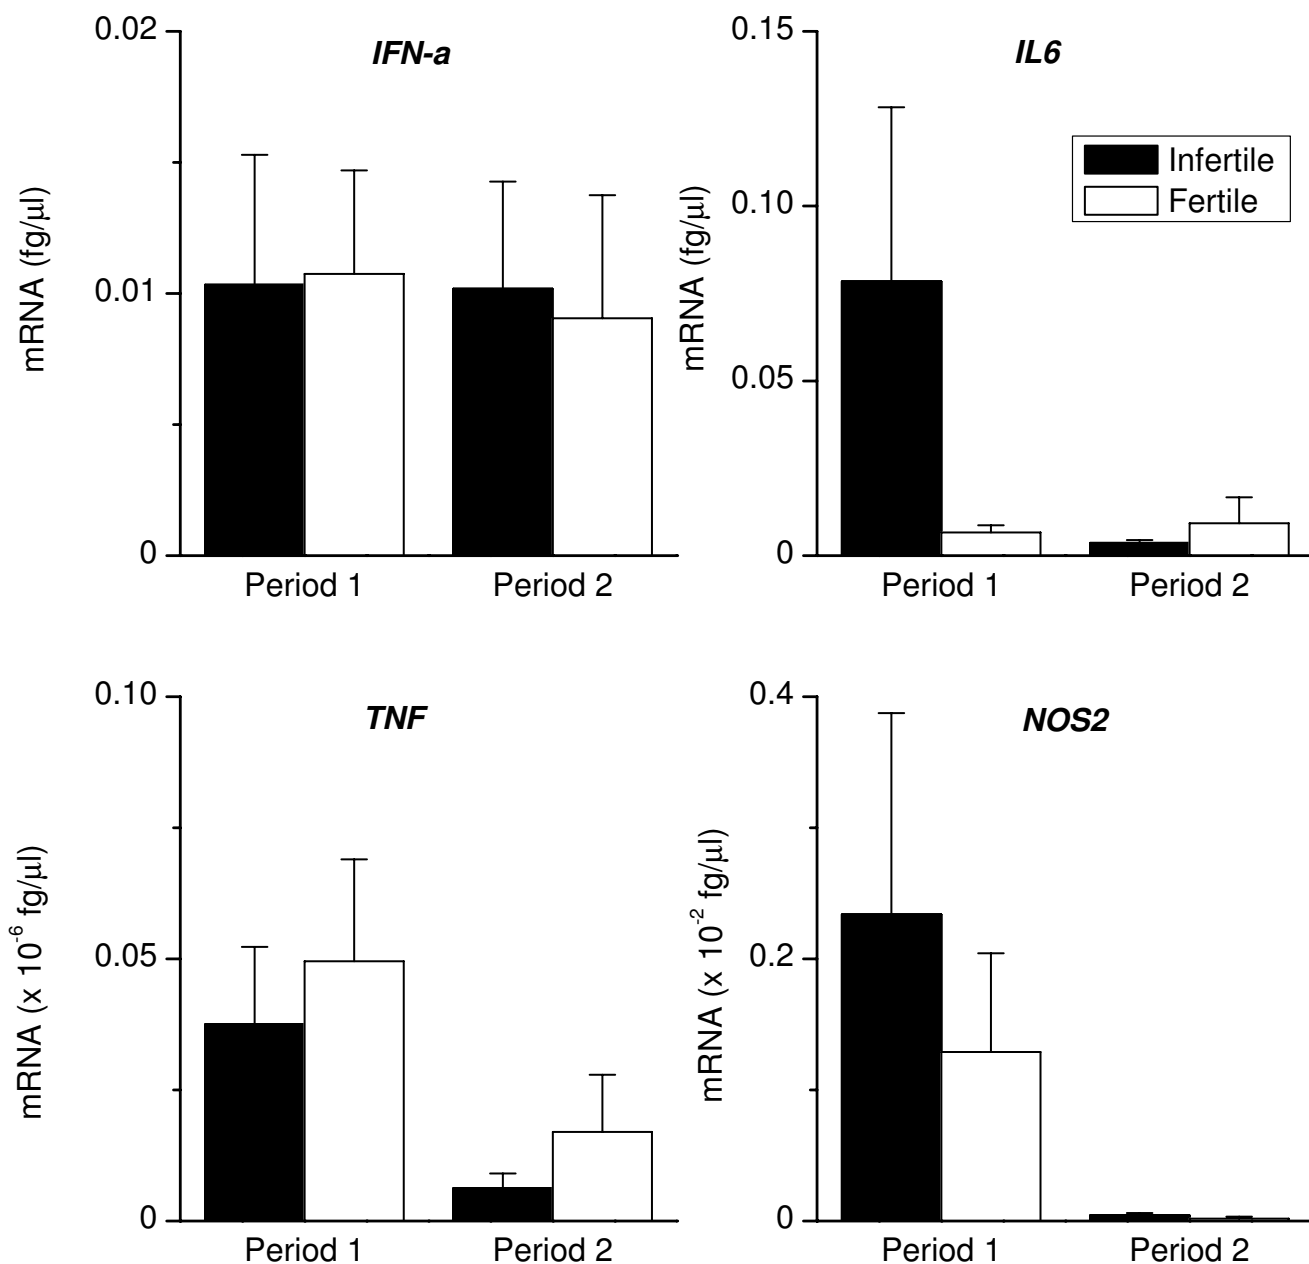 IFN-a
mRNA (fg/µl)
0.02
0.01
0
Period 1 Period 2
IL6
mRNA (fg/µl)
0.15
0.10
0.05
0
Infertile
Fertile
Period 1 Period 2
TNF
mRNA (x 10⁻⁶ fg/µl)
0.10
0.05
0
Period 1 Period 2
NOS2
mRNA (x 10⁻² fg/µl)
0.4
0.2
0
Period 1 Period 2